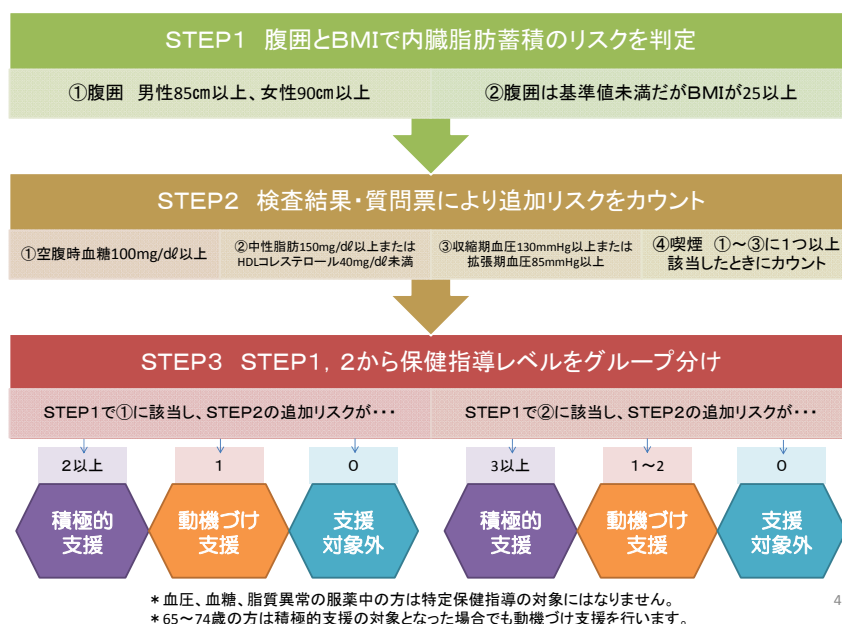 STEP1 腹囲とBMIで内臓脂肪蓄積のリスクを判定
①腹囲 男性85㎝以上、女性90㎝以上
②腹囲は基準値未満だがBMIが25以上
STEP2 検査結果・質問票により追加リスクをカウント
①空腹時血糖100mg/dℓ以上
②中性脂肪150mg/dℓ以上または
HDLコレステロール40mg/dℓ未満
③収縮期血圧130mmHg以上または
拡張期血圧85mmHg以上
④喫煙 ①～③に1つ以上
該当したときにカウント
STEP3 STEP1，2から保健指導レベルをグループ分け
STEP1で①に該当し、STEP2の追加リスクが・・・
STEP1で②に該当し、STEP2の追加リスクが・・・
2以上
1
0
3以上
1～2
0
積極的
支援
動機づけ
支援
支援
対象外
積極的
支援
動機づけ
支援
支援
対象外
＊血圧、血糖、脂質異常の服薬中の方は特定保健指導の対象にはなりません。
＊65～74歳の方は積極的支援の対象となった場合でも動機づけ支援を行います。
4